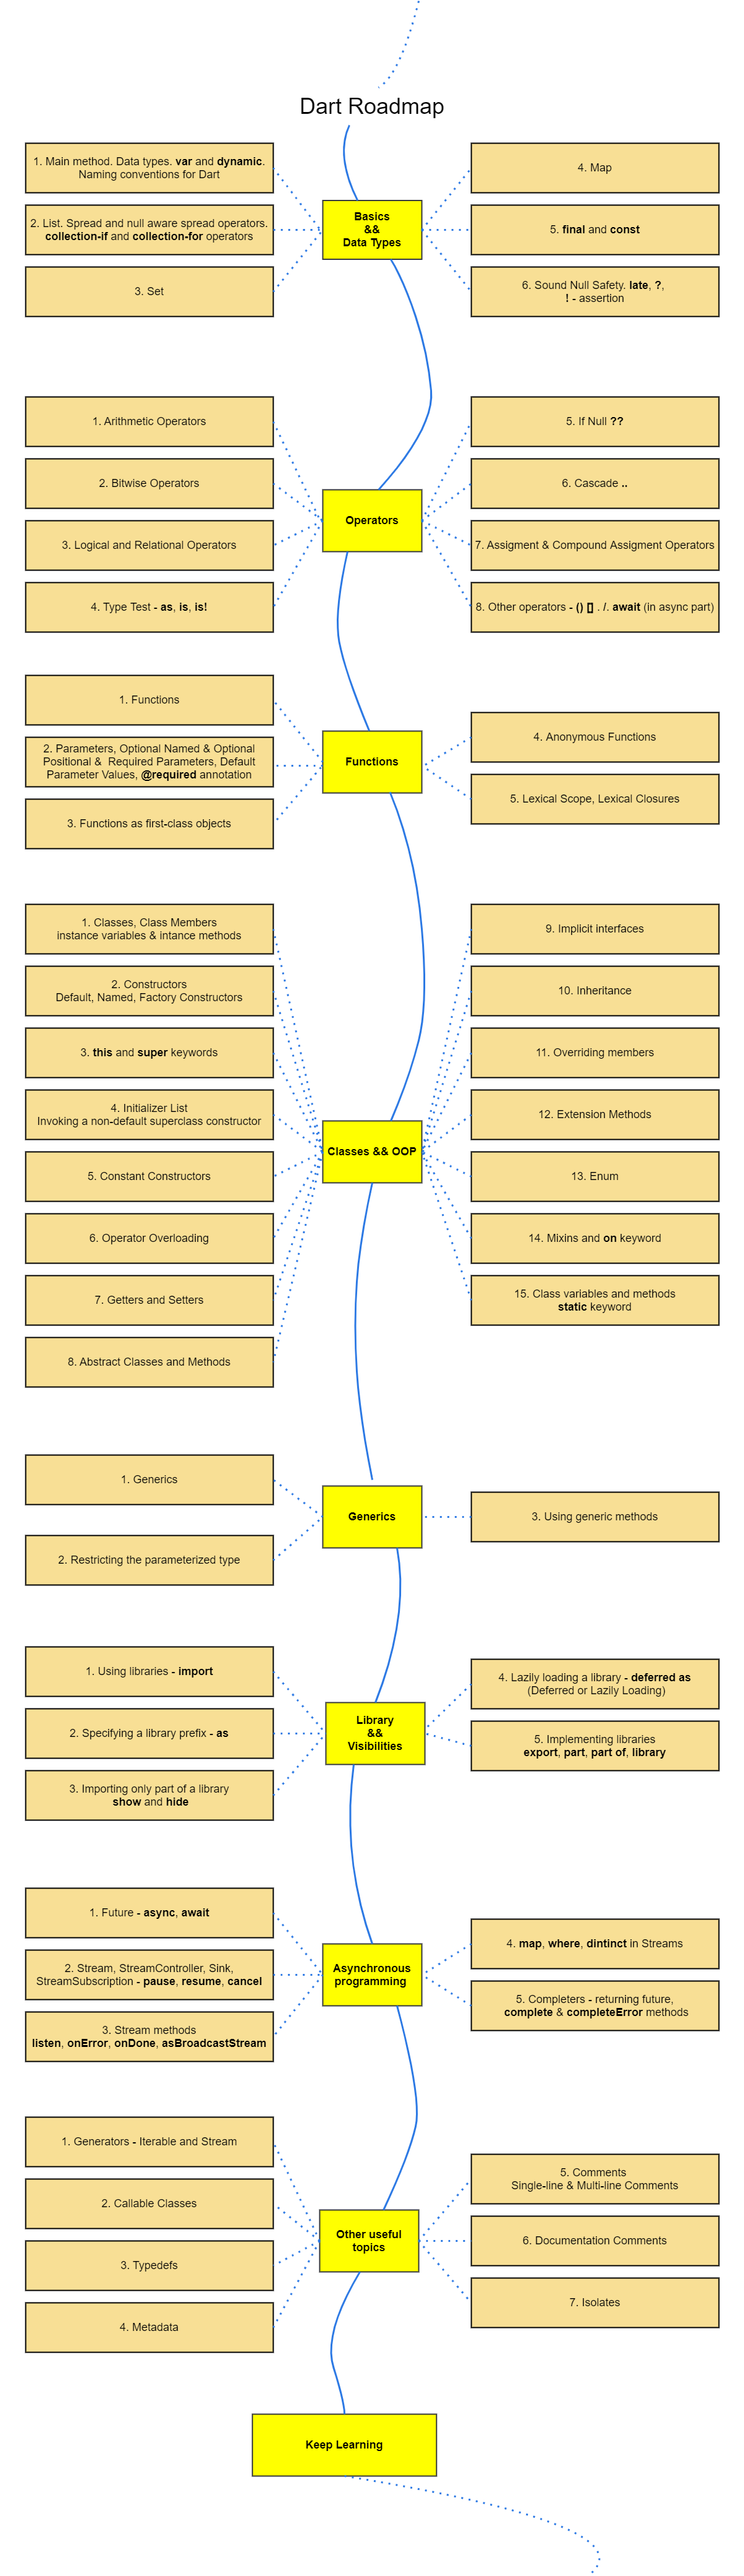 Dart Roadmap
1. Main method. Data types. var and dynamic.
Naming conventions for Dart
2. List. Spread and null aware spread operators.
collection-if and collection-for operators
3. Set
Basics
&&
Data Types
4. Map
5. final and const
6. Sound Null Safety. late, ?,
! - assertion
1. Arithmetic Operators
2. Bitwise Operators
3. Logical and Relational Operators
4. Type Test - as, is, is!
Operators
5. If Null ??
6. Cascade ..
7. Assigment & Compound Assigment Operators
8. Other operators - () [] . /. await (in async part)
1. Functions
2. Parameters, Optional Named & Optional
Positional & Required Parameters, Default
Parameter Values, @required annotation
3. Functions as first-class objects
Functions
4. Anonymous Functions
5. Lexical Scope, Lexical Closures
1. Classes, Class Members
instance variables & intance methods
2. Constructors
Default, Named, Factory Constructors
3. this and super keywords
4. Initializer List
Invoking a non-default superclass constructor
5. Constant Constructors
6. Operator Overloading
7. Getters and Setters
8. Abstract Classes and Methods
Classes && OOP
9. Implicit interfaces
10. Inheritance
11. Overriding members
12. Extension Methods
13. Enum
14. Mixins and on keyword
15. Class variables and methods
static keyword
1. Generics
2. Restricting the parameterized type
Generics
3. Using generic methods
1. Using libraries - import
2. Specifying a library prefix - as
3. Importing only part of a library
show and hide
Library
&&
Visibilities
4. Lazily loading a library - deferred as
(Deferred or Lazily Loading)
5. Implementing libraries
export, part, part of, library
1. Future - async, await
2. Stream, StreamController, Sink,
StreamSubscription - pause, resume, cancel
3. Stream methods
listen, onError, onDone, asBroadcastStream
Asynchronous
programming
4. map, where, dintinct in Streams
5. Completers - returning future,
complete & completeError methods
1. Generators - Iterable and Stream
2. Callable Classes
3. Typedefs
4. Metadata
Other useful
topics
5. Comments
Single-line & Multi-line Comments
6. Documentation Comments
7. Isolates
Keep Learning